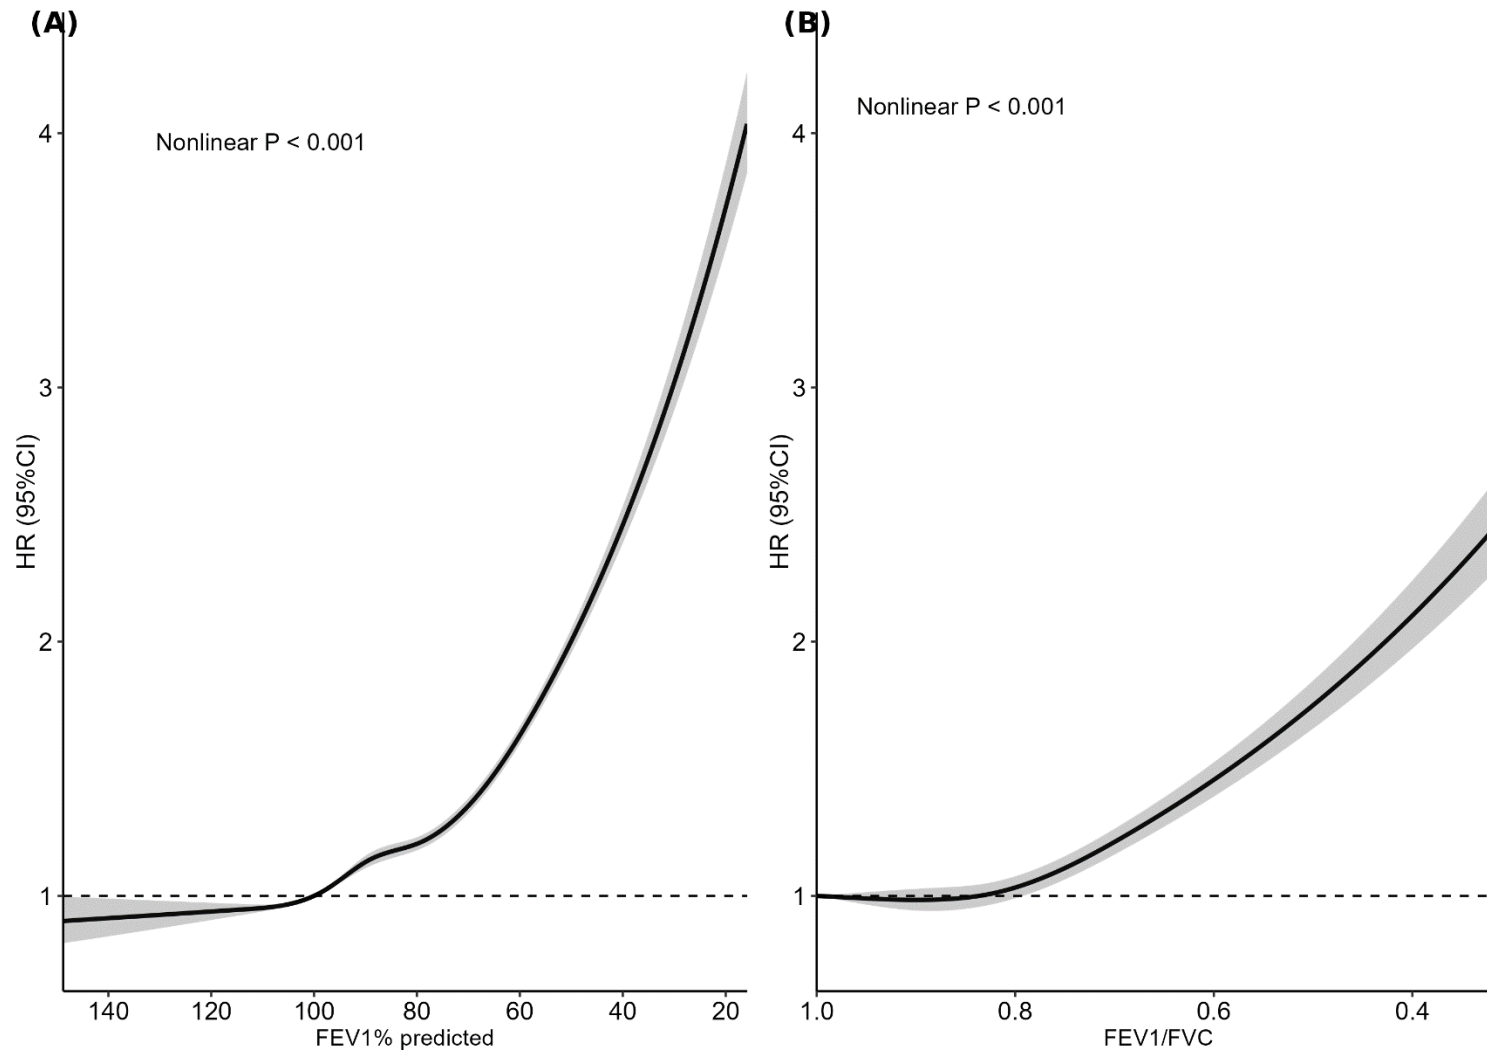 (A)
Nonlinear P < 0.001
HR (95%CI)
4
3
2
1
140 120 100 80 60 40 20
FEV1% predicted
(B)
Nonlinear P < 0.001
HR (95%CI)
4
3
2
1
1.0 0.8 0.6 0.4
FEV1/FVC